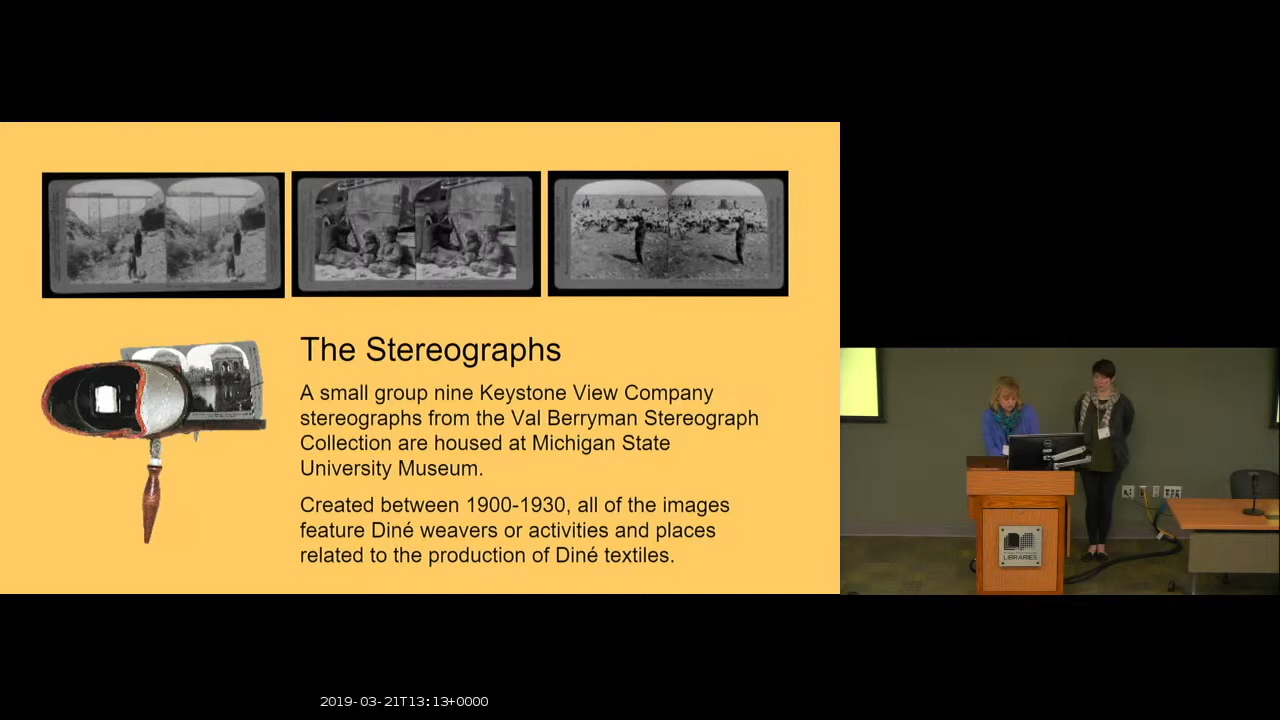 The Stereographs
A small group nine Keystone View Company
stereographs from the Val Berryman Stereograph
Collection are housed at Michigan State
University Museum.
Created between 1900-1930, all of the images
feature Diné weavers or activities and places
related to the production of Diné textiles.
LIBRARIES
2019-03-21T13:13+0000